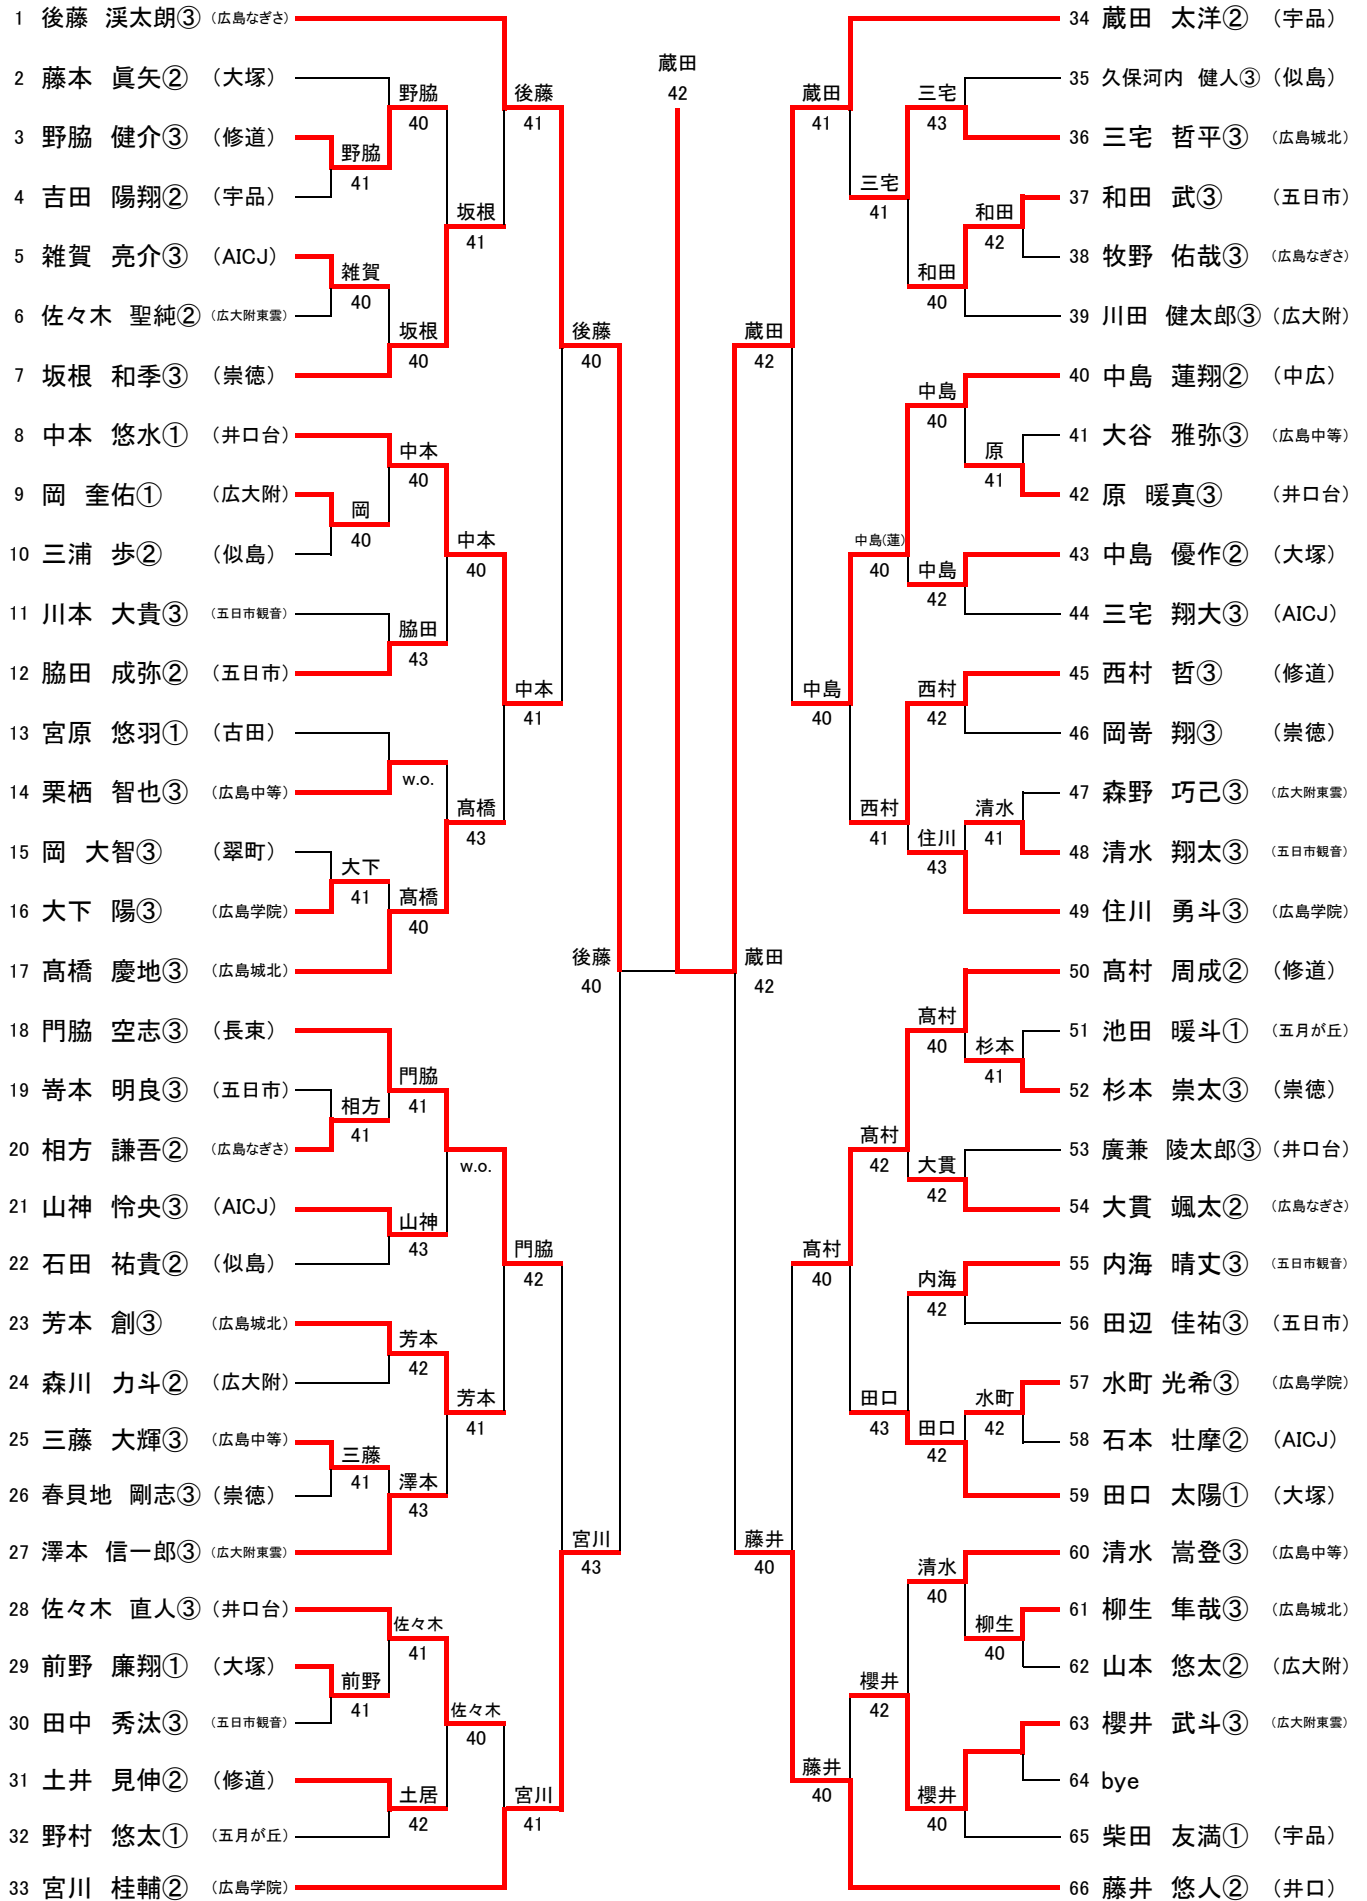 1 後藤 渓太朗③ (広島なぎさ)
2 藤本 眞矢② (大塚)
3 野脇 健介③ (修道)
4 吉田 陽翔② (宇品)
5 雑賀 亮介③ (AICJ)
6 佐々木 聖純② (広大附東雲)
7 坂根 和季③ (崇徳)
8 中本 悠水① (井口台)
9 岡 奎佑① (広大附)
10 三浦 歩② (似島)
11 川本 大貴③ (五日市観音)
12 脇田 成弥② (五日市)
13 宮原 悠羽① (古田)
14 栗栖 智也③ (広島中等)
15 岡 大智③ (翠町)
16 大下 陽③ (広島学院)
17 髙橋 慶地③ (広島城北)
18 門脇 空志③ (長束)
19 嵜本 明良③ (五日市)
20 相方 謙吾② (広島なぎさ)
21 山神 怜央③ (AICJ)
22 石田 祐貴② (似島)
23 芳本 創③ (広島城北)
24 森川 力斗② (広大附)
25 三藤 大輝③ (広島中等)
26 春貝地 剛志③ (崇徳)
27 澤本 信一郎③ (広大附東雲)
28 佐々木 直人③ (井口台)
29 前野 廉翔① (大塚)
30 田中 秀汰③ (五日市観音)
31 土井 見伸② (修道)
32 野村 悠太① (五月が丘)
33 宮川 桂輔② (広島学院)
野脇
41
雑賀
40
岡
40
大下
41
相方
41
三藤
41
前野
41
野脇
40
坂根
40
中本
40
脇田
43
w.o.
髙橋
40
門脇
41
山神
43
芳本
42
澤本
43
佐々木
41
土居
42
坂根
41
中本
40
髙橋
43
w.o.
芳本
41
佐々木
40
後藤
41
中本
41
門脇
42
宮川
41
後藤
40
宮川
43
後藤
40
蔵田
42
蔵田
42
蔵田
42
藤井
40
蔵田
41
中島
40
髙村
40
藤井
40
三宅
41
中島(蓮)
40
西村
41
髙村
42
田口
43
櫻井
42
三宅
43
和田
40
中島
40
中島
42
西村
42
住川
43
髙村
40
大貫
42
内海
42
田口
42
清水
40
櫻井
40
和田
42
原
41
清水
41
杉本
41
水町
42
柳生
40
34 蔵田 太洋② (宇品)
35 久保河内 健人③ (似島)
36 三宅 哲平③ (広島城北)
37 和田 武③ (五日市)
38 牧野 佑哉③ (広島なぎさ)
39 川田 健太郎③ (広大附)
40 中島 蓮翔② (中広)
41 大谷 雅弥③ (広島中等)
42 原 暖真③ (井口台)
43 中島 優作② (大塚)
44 三宅 翔大③ (AICJ)
45 西村 哲③ (修道)
46 岡嵜 翔③ (崇徳)
47 森野 巧己③ (広大附東雲)
48 清水 翔太③ (五日市観音)
49 住川 勇斗③ (広島学院)
50 髙村 周成② (修道)
51 池田 暖斗① (五月が丘)
52 杉本 崇太③ (崇徳)
53 廣兼 陵太郎③ (井口台)
54 大貫 颯太② (広島なぎさ)
55 内海 晴丈③ (五日市観音)
56 田辺 佳祐③ (五日市)
57 水町 光希③ (広島学院)
58 石本 壮摩② (AICJ)
59 田口 太陽① (大塚)
60 清水 嵩登③ (広島中等)
61 柳生 隼哉③ (広島城北)
62 山本 悠太② (広大附)
63 櫻井 武斗③ (広大附東雲)
64 bye
65 柴田 友満① (宇品)
66 藤井 悠人② (井口)